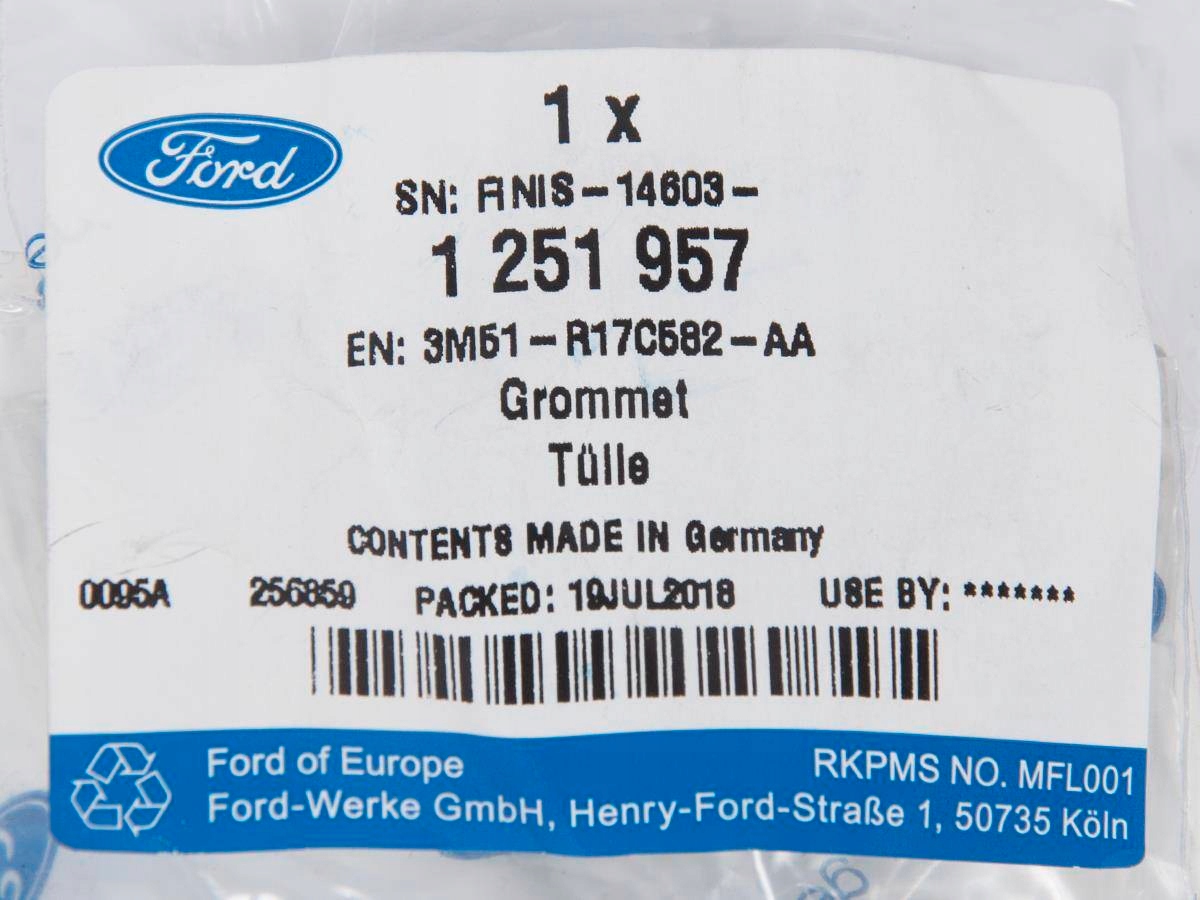 Ford
1 x
SN: FINIS-14603-
1 251 957
EN: 3M51-R17C582-AA
Grommet
Tülle
CONTENTS MADE IN Germany
0095A 256859 PACKED: 19JUL2018 USE BY: *******
Ford of Europe RKPMS NO. MFL001
Ford-Werke GmbH, Henry-Ford-Straße 1, 50735 Köln